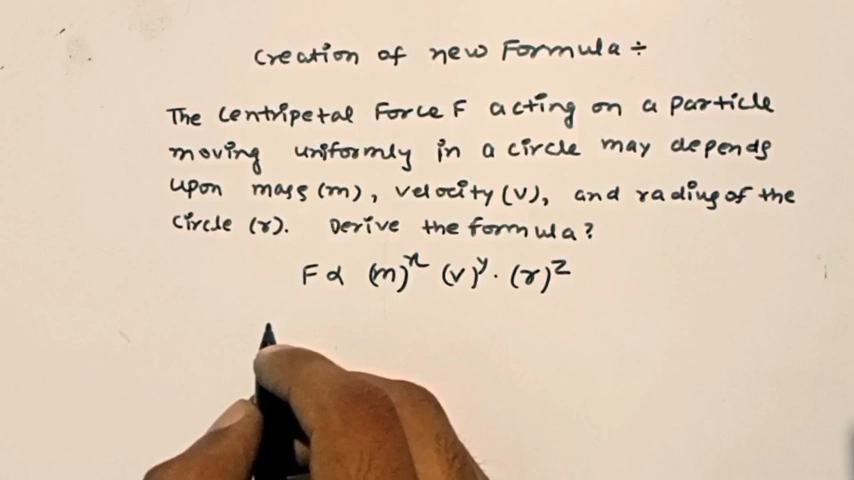 Creation of new Formula ÷
The Centripetal Force F acting on a particle
moving uniformly in a circle may depends
upon mass (m), velocity (v), and radius of the
circle (r). Derive the formula?
F ∝ (m)^x (v)^y · (r)^z